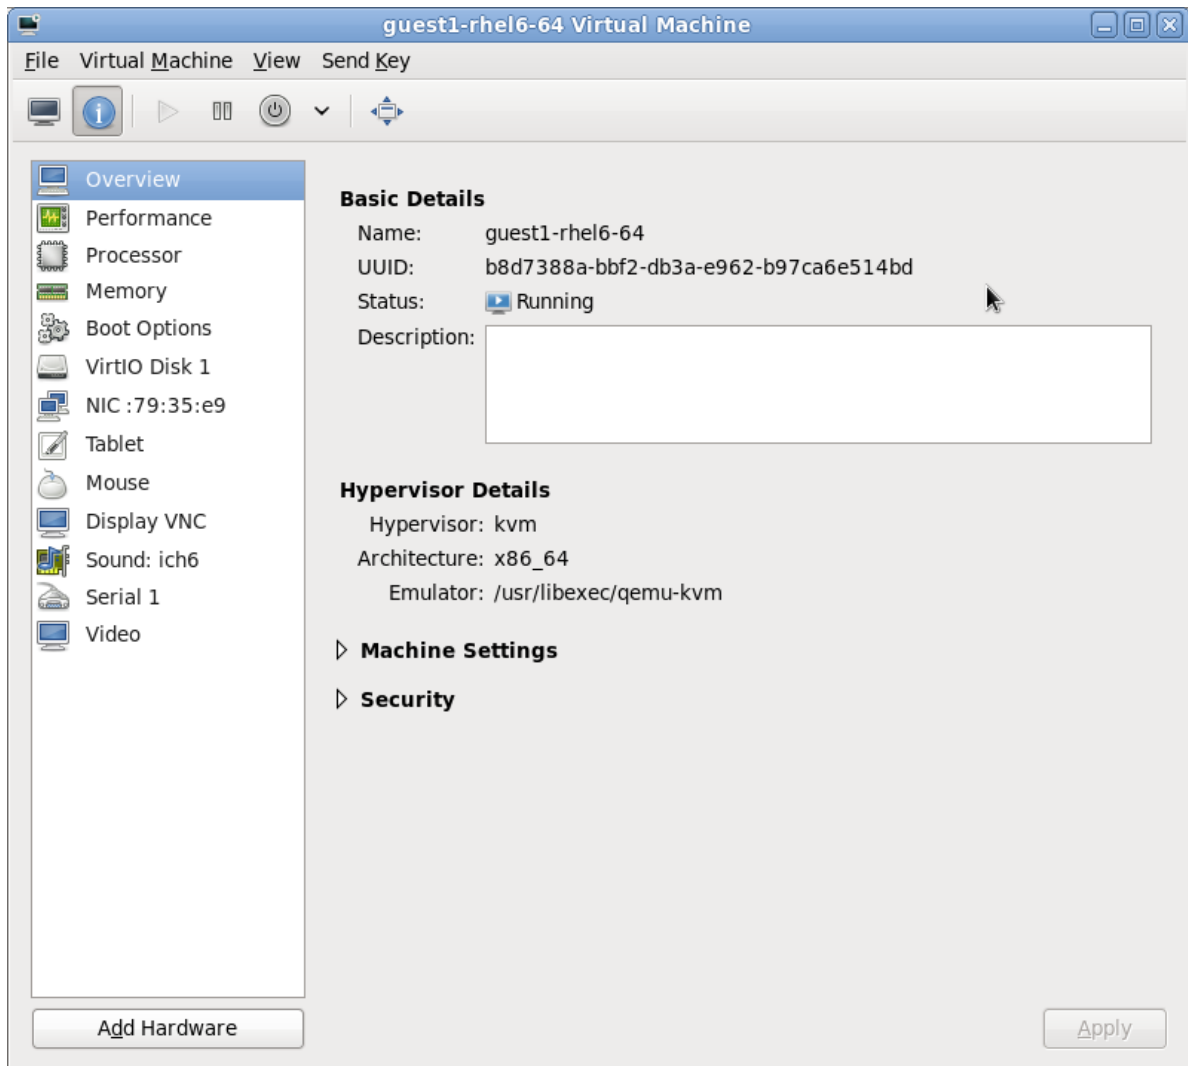 guest1-rhel6-64 Virtual Machine
File Virtual Machine View Send Key
Overview
Performance
Processor
Memory
Boot Options
VirtIO Disk 1
NIC :79:35:e9
Tablet
Mouse
Display VNC
Sound: ich6
Serial 1
Video
Add Hardware
Basic Details
Name: guest1-rhel6-64
UUID: b8d7388a-bbf2-db3a-e962-b97ca6e514bd
Status: Running
Description:
Hypervisor Details
Hypervisor: kvm
Architecture: x86_64
Emulator: /usr/libexec/qemu-kvm
Machine Settings
Security
Apply